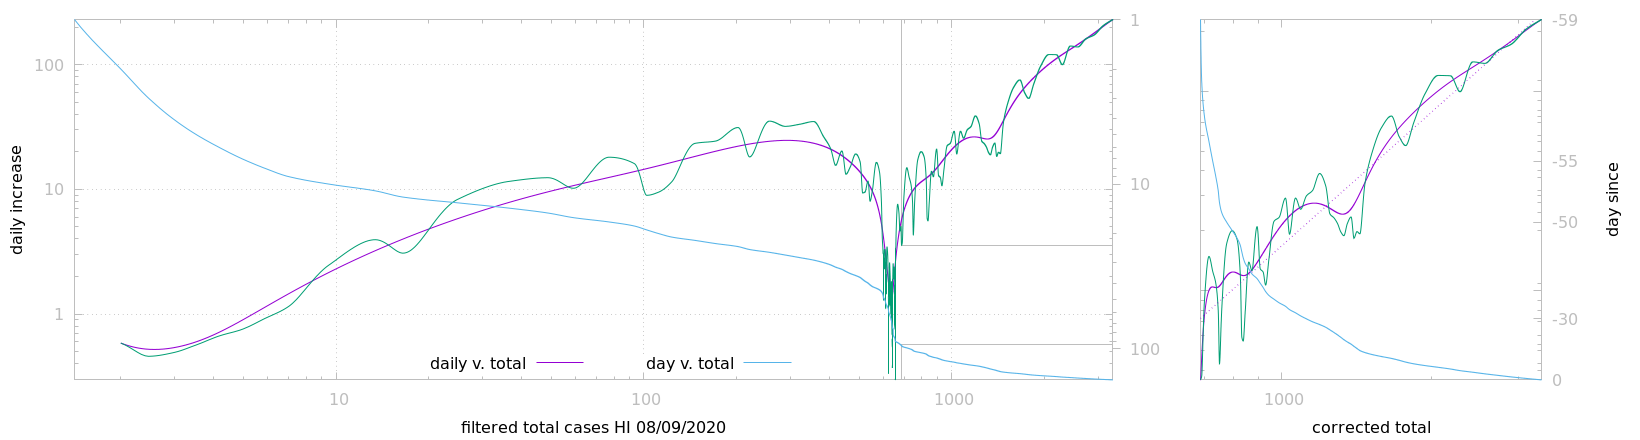 daily increase
100
10
1
10
100
1000
filtered total cases HI 08/09/2020
daily v. total
day v. total
1
10
100
1000
corrected total
-59
-55
-50
-30
0
day since